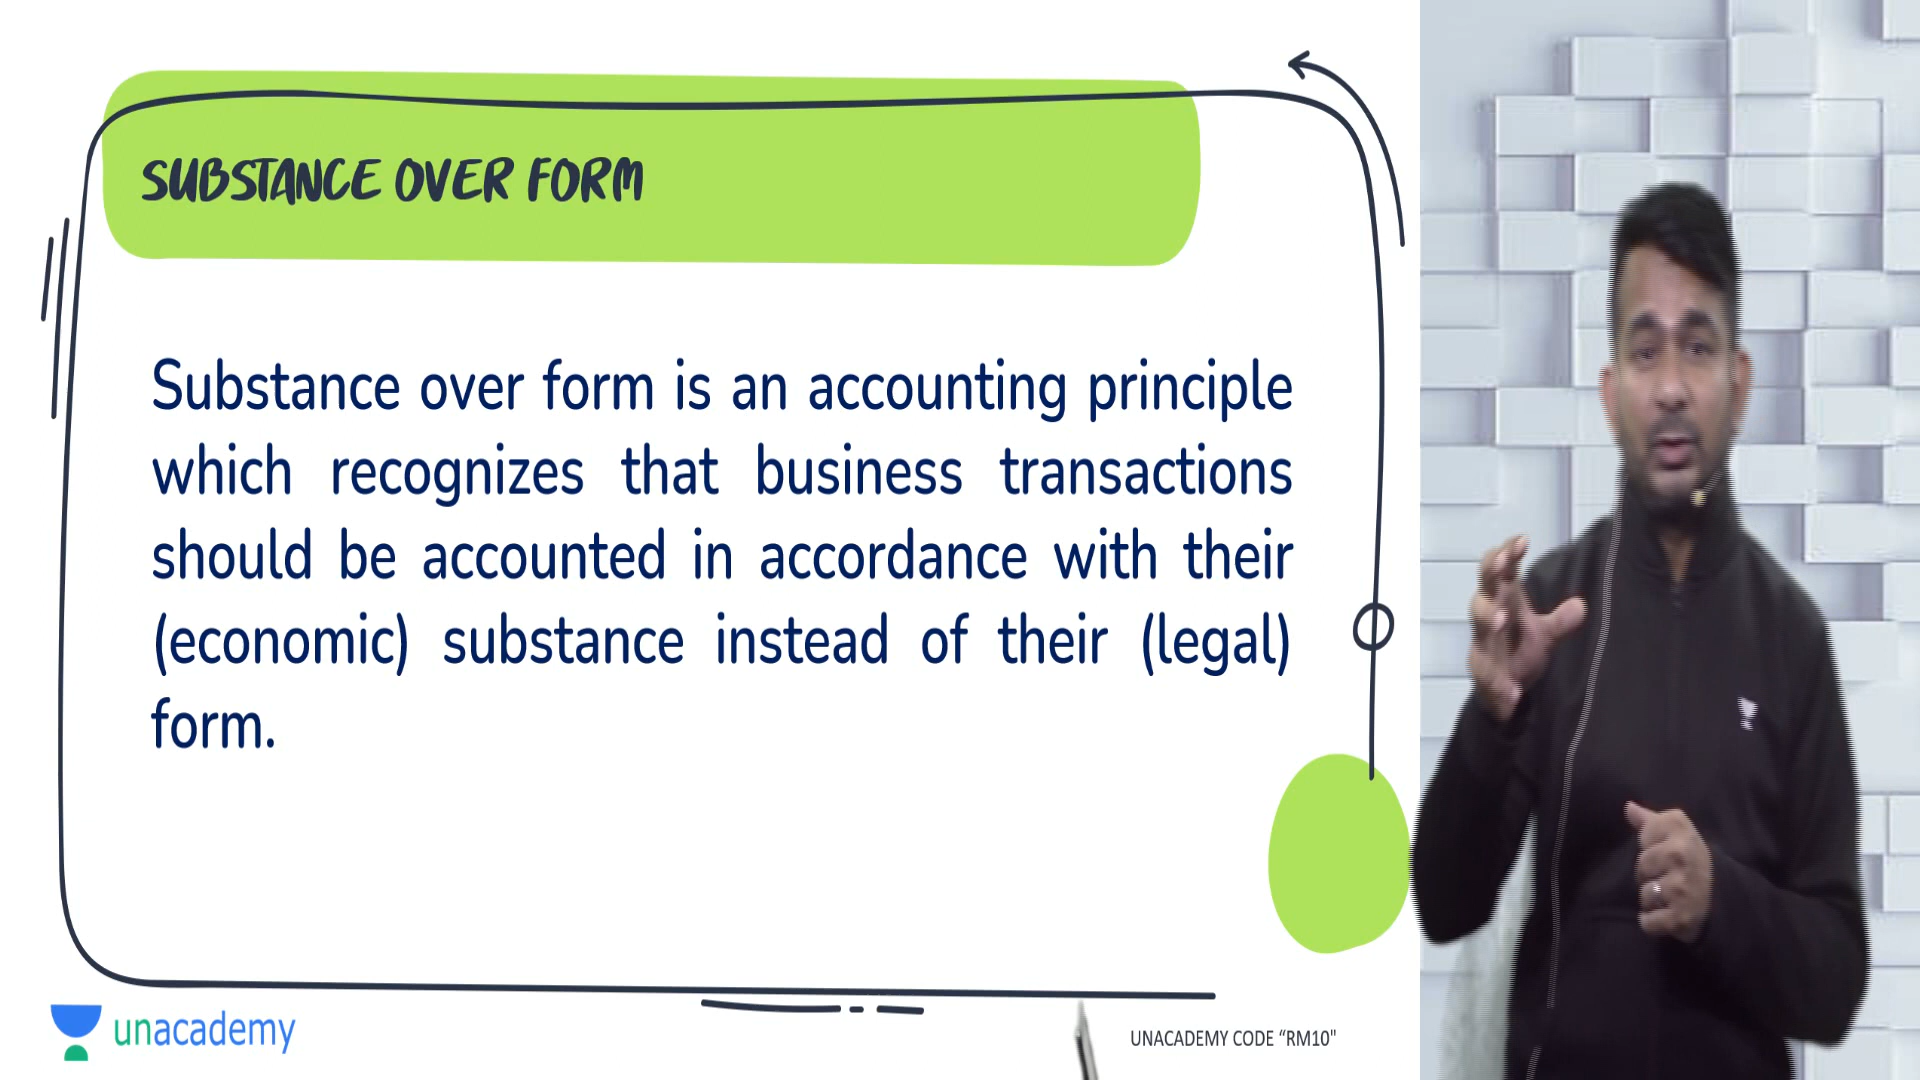 SUBSTANCE OVER FORM
Substance over form is an accounting principle
which recognizes that business transactions
should be accounted in accordance with their
(economic) substance instead of their (legal)
form.
unacademy
UNACADEMY CODE “RM10"